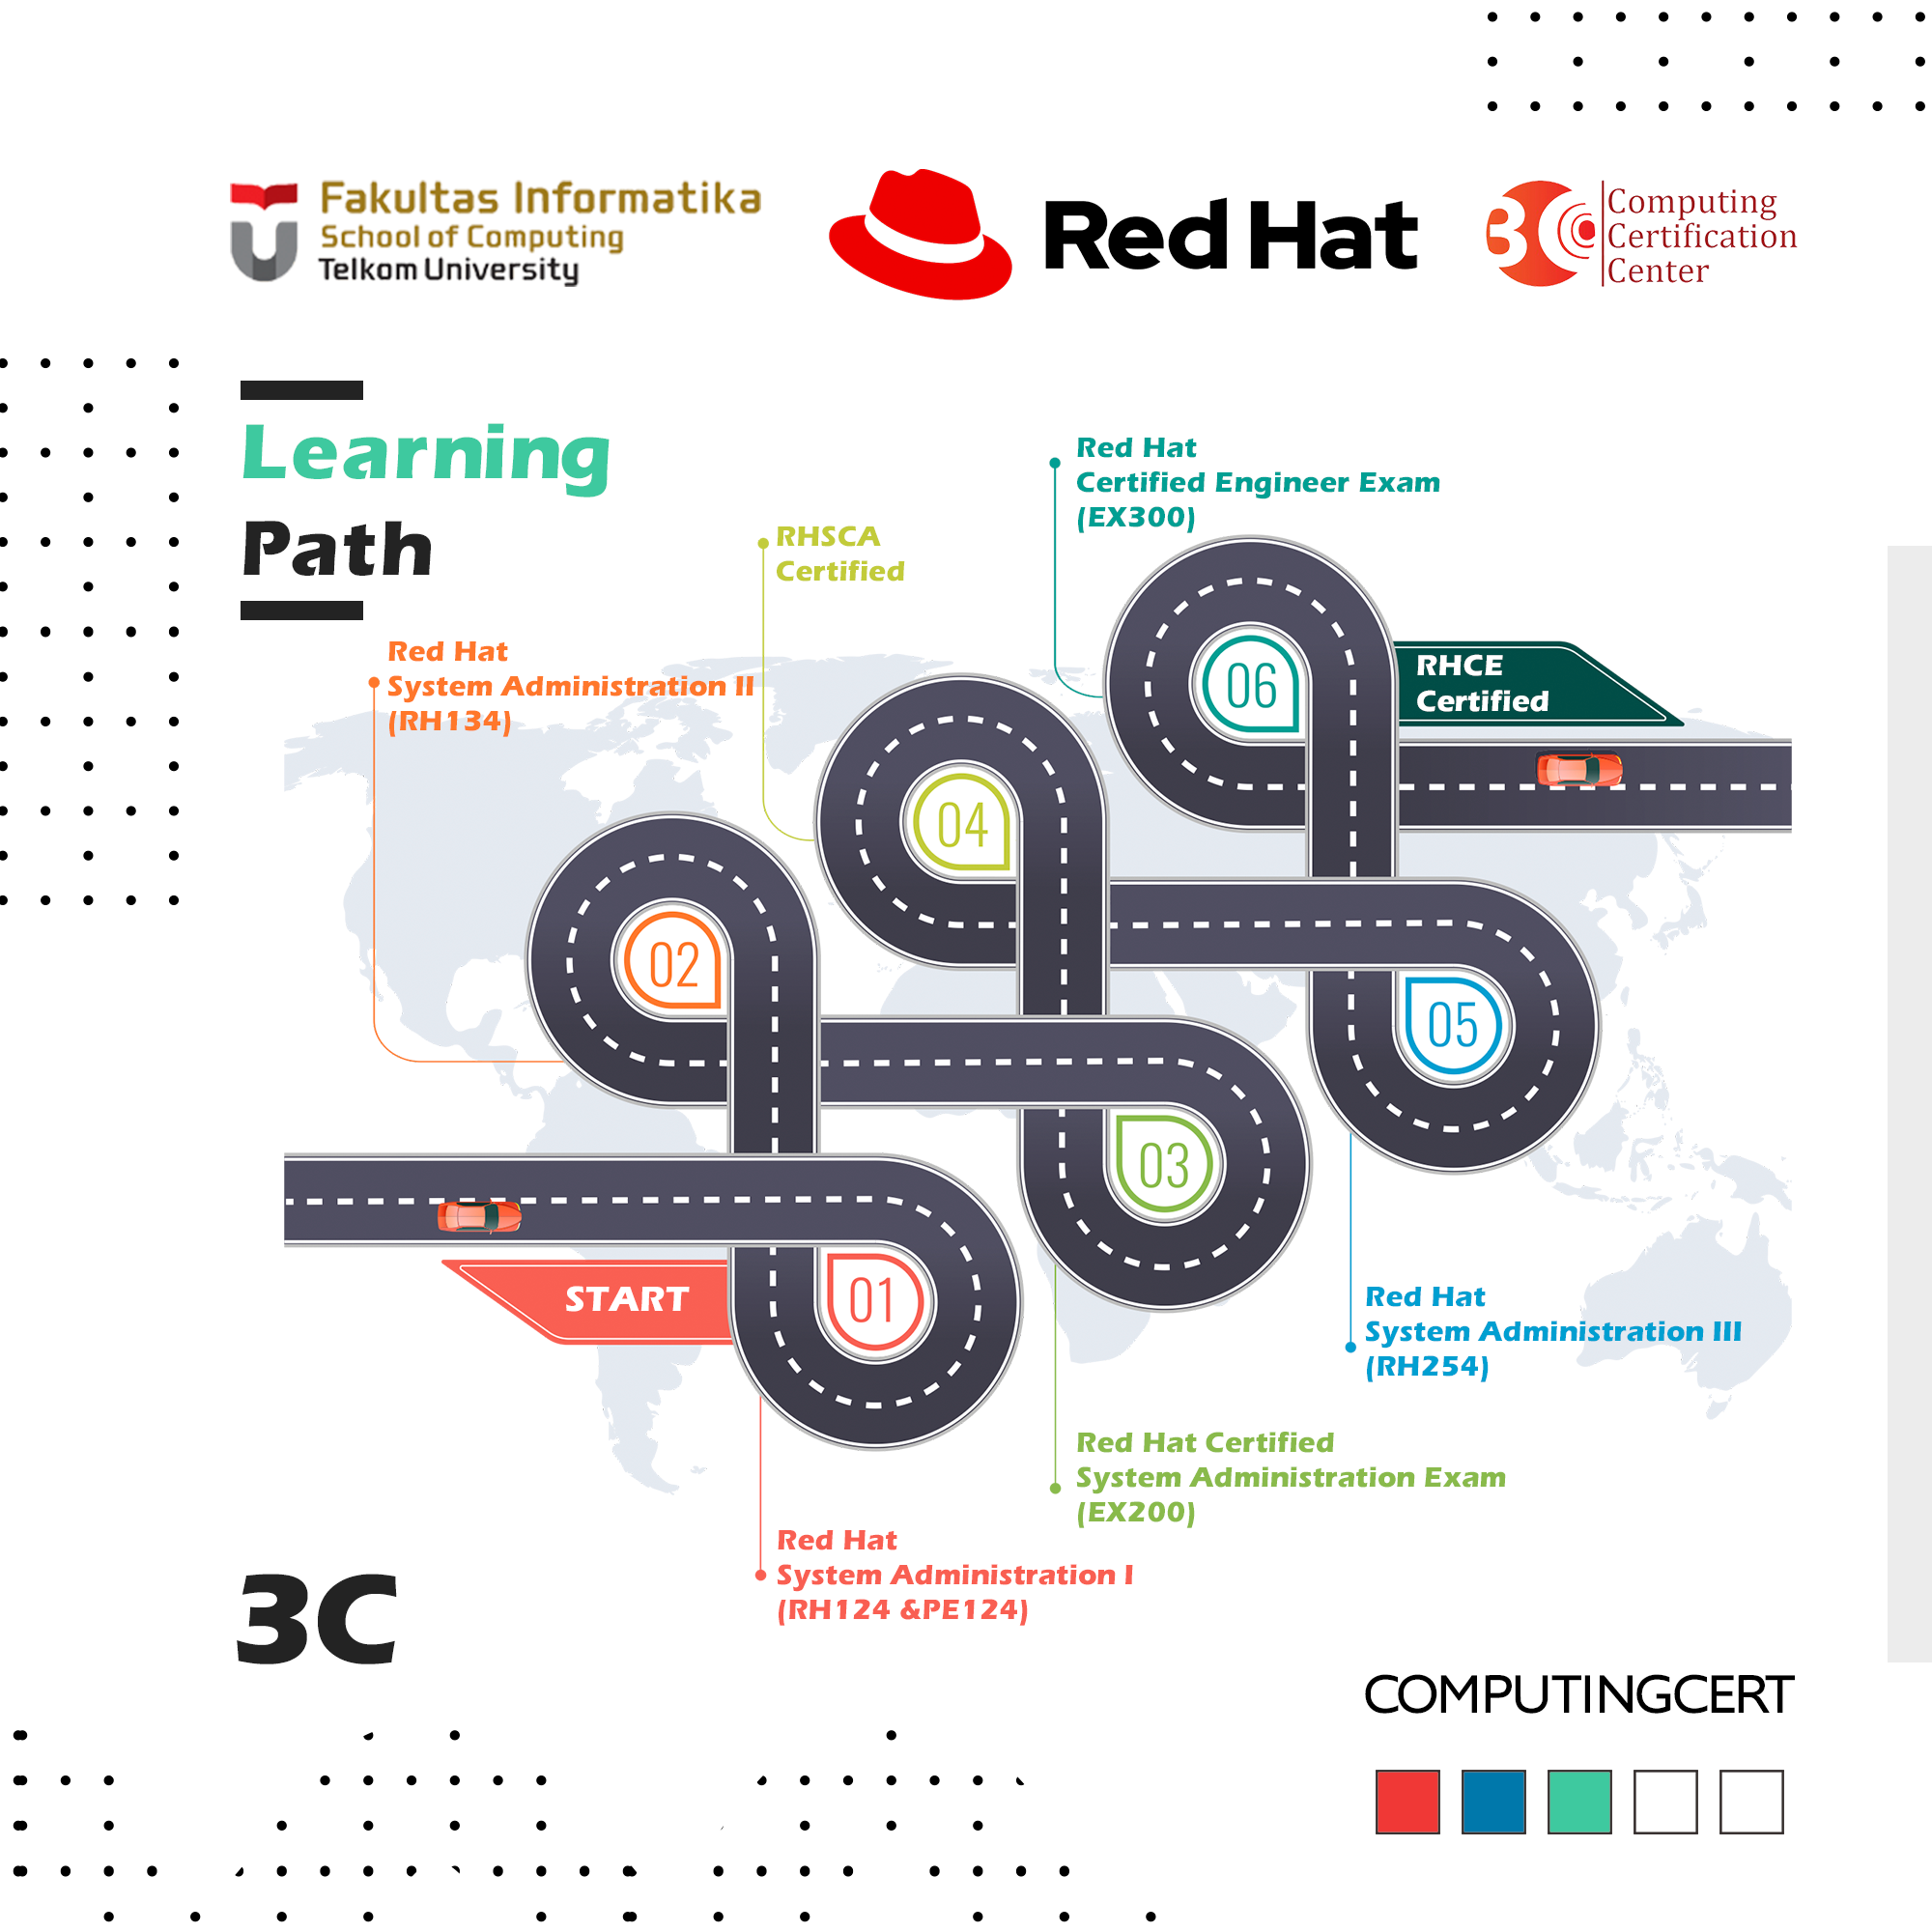 Fakultas Informatika
School of Computing
Telkom University
Red Hat
3C
Computing
Certification
Center
Learning
Path
Red Hat
Certified Engineer Exam
(EX300)
RHSCA
Certified
Red Hat
System Administration II
(RH134)
06
RHCE
Certified
04
02
05
03
START
01
Red Hat
System Administration III
(RH254)
Red Hat Certified
System Administration Exam
(EX200)
Red Hat
System Administration I
(RH124 &PE124)
3C
COMPUTINGCERT